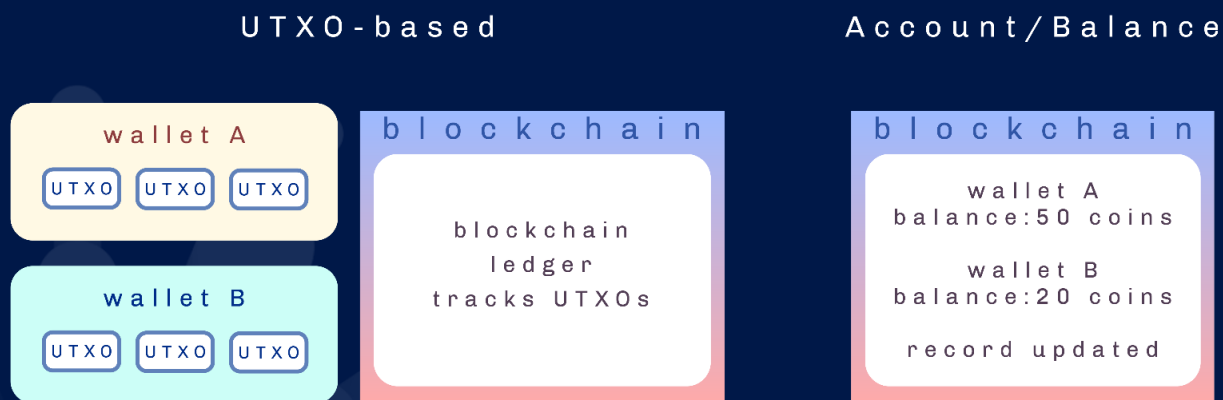 UTXO-based
Account/Balance
wallet A
UTXO UTXO UTXO
wallet B
UTXO UTXO UTXO
blockchain
blockchain
ledger
tracks UTXOs
blockchain
wallet A
balance:50 coins
wallet B
balance:20 coins
record updated